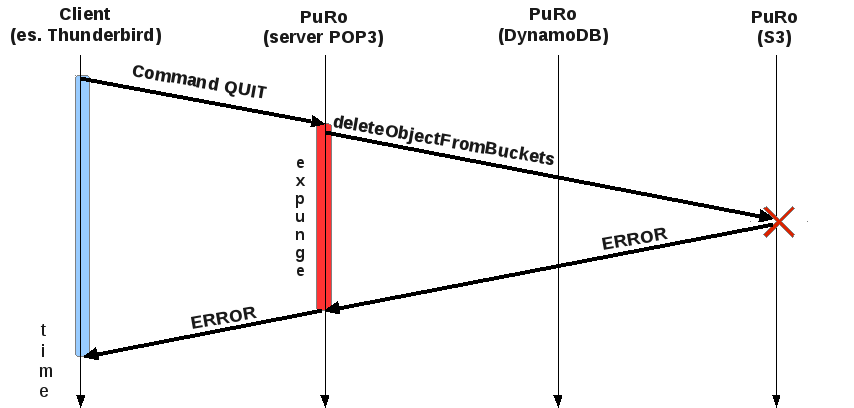 Client
(es. Thunderbird)
PuRo
(server POP3)
PuRo
(DynamoDB)
PuRo
(S3)
Command QUIT
deleteObjectFromBuckets
expunge
ERROR
ERROR
time